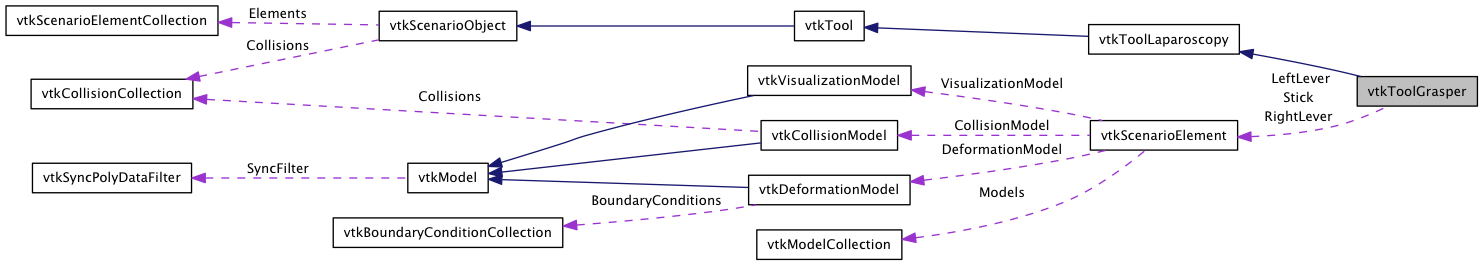 vtkScenarioElementCollection
Elements
vtkScenarioObject
vtkTool
vtkToolLaparoscopy
Collisions
vtkCollisionCollection
vtkVisualizationModel
VisualizationModel
LeftLever
Stick
RightLever
vtkToolGrasper
Collisions
vtkCollisionModel
CollisionModel
vtkScenarioElement
DeformationModel
vtkSyncPolyDataFilter
SyncFilter
vtkModel
vtkDeformationModel
Models
BoundaryConditions
vtkBoundaryConditionCollection
vtkModelCollection